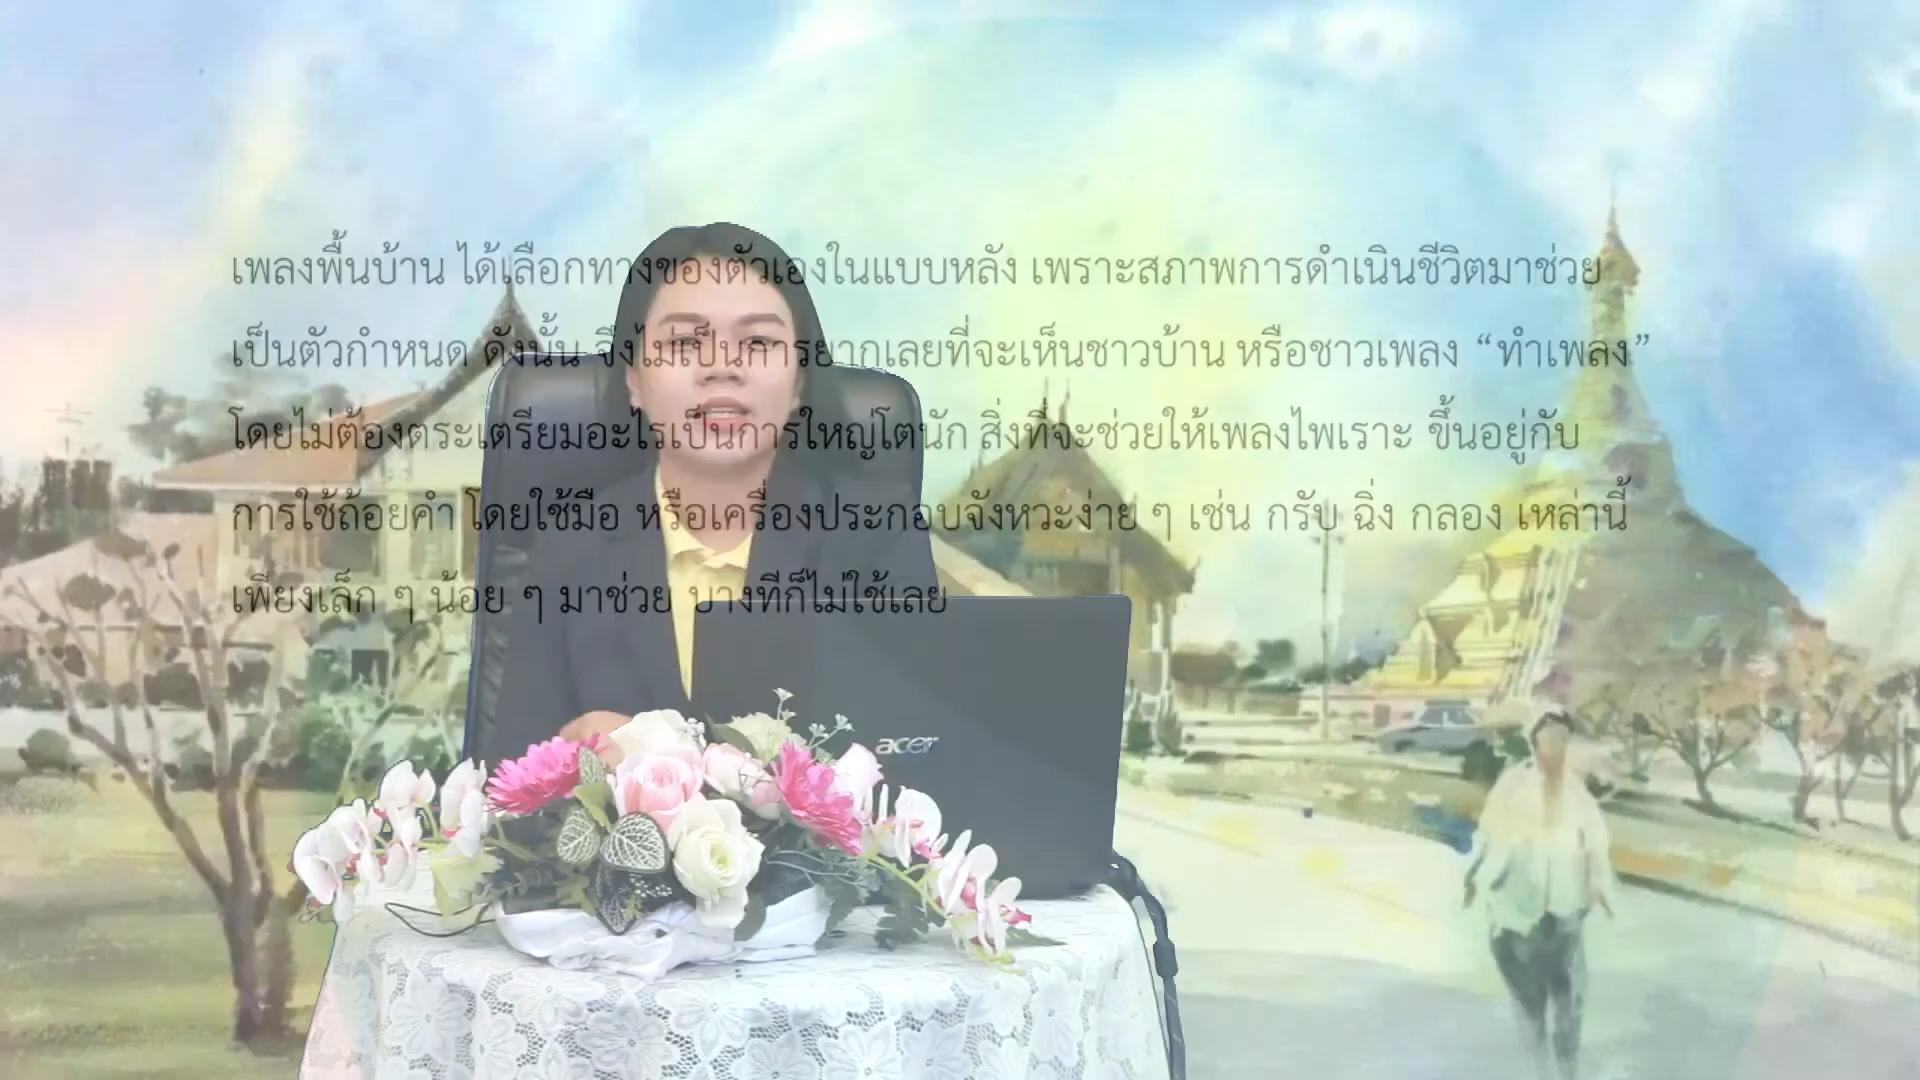 เพลงพื้นบ้าน ได้เลือกทางของตัวเองในแบบหลัง เพราะสภาพการดำเนินชีวิตมาช่วย
เป็นตัวกำหนด ดังนั้น จึงไม่เป็นการยากเลยที่จะเห็นชาวบ้าน หรือชาวเพลง “ทำเพลง”
โดยไม่ต้องตระเตรียมอะไรเป็นการใหญ่โตนัก สิ่งที่จะช่วยให้เพลงไพเราะ ขึ้นอยู่กับ
การใช้ถ้อยคำ โดยใช้มือ หรือเครื่องประกอบจังหวะง่าย ๆ เช่น กรับ ฉิ่ง กลอง เหล่านี้
เพียงเล็ก ๆ น้อย ๆ มาช่วย บางทีก็ไม่ใช้เลย
acer